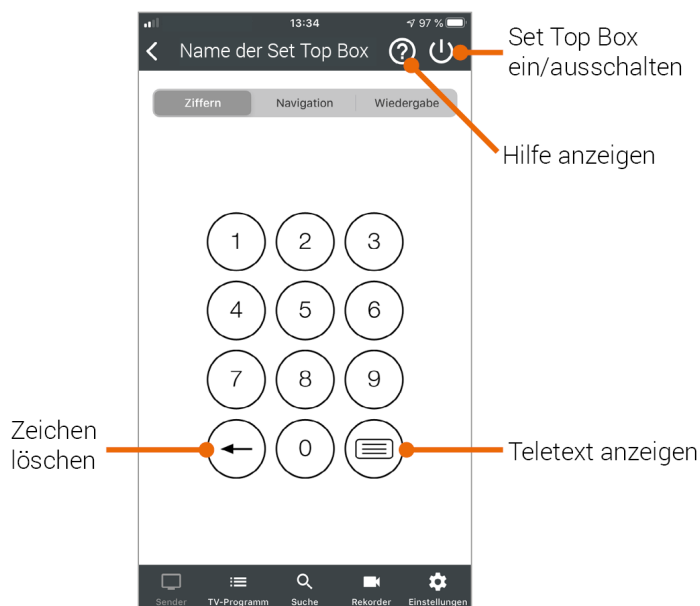 13:34
97 %
Name der Set Top Box
Set Top Box
ein/ausschalten
Ziffern
Navigation
Wiedergabe
Hilfe anzeigen
1
2
3
4
5
6
7
8
9
0
Zeichen
löschen
Teletext anzeigen
Sender
TV-Programm
Suche
Rekorder
Einstellungen